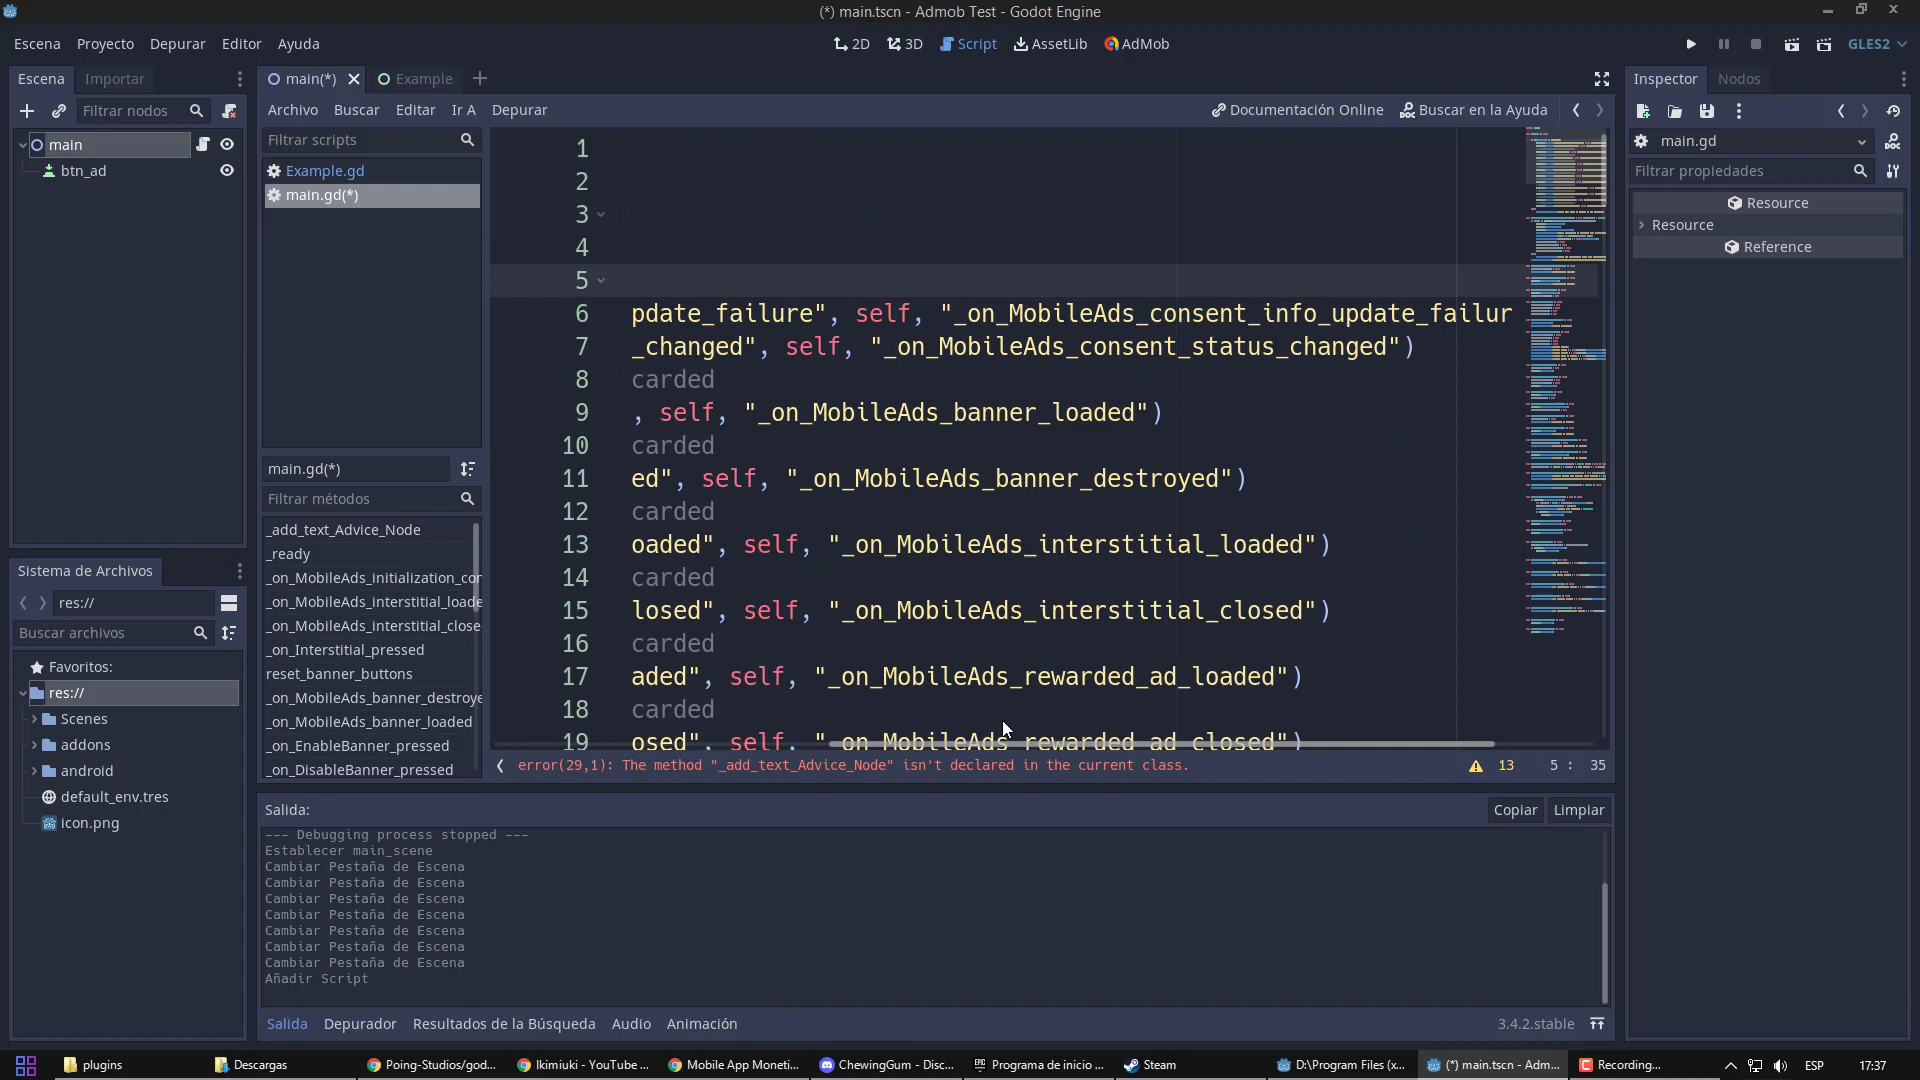 (*) main.tscn - Admob Test - Godot Engine
Escena Proyecto Depurar Editor Ayuda
2D 3D Script AssetLib AdMob
GLES2
Escena Importar
Filtrar nodos
main
btn_ad
Sistema de Archivos
res://
Buscar archivos
Favoritos:
res://
Scenes
addons
android
default_env.tres
icon.png
main(*) Example
Archivo Buscar Editar Ir A Depurar
Documentación Online Buscar en la Ayuda
Filtrar scripts
Example.gd
main.gd(*)
main.gd(*)
Filtrar métodos
_add_text_Advice_Node
_ready
_on_MobileAds_initialization_con
_on_MobileAds_interstitial_loade
_on_MobileAds_interstitial_close
_on_Interstitial_pressed
reset_banner_buttons
_on_MobileAds_banner_destroye
_on_MobileAds_banner_loaded
_on_EnableBanner_pressed
_on_DisableBanner_pressed
1
2
3
4
5
6 pdate_failure", self, "_on_MobileAds_consent_info_update_failur
7 _changed", self, "_on_MobileAds_consent_status_changed")
8 carded
9 , self, "_on_MobileAds_banner_loaded")
10 carded
11 ed", self, "_on_MobileAds_banner_destroyed")
12 carded
13 oaded", self, "_on_MobileAds_interstitial_loaded")
14 carded
15 losed", self, "_on_MobileAds_interstitial_closed")
16 carded
17 aded", self, "_on_MobileAds_rewarded_ad_loaded")
18 carded
19 osed", self, "_on_MobileAds_rewarded_ad_closed")
error(29,1): The method "_add_text_Advice_Node" isn't declared in the current class.
13 5 : 35
Salida:
Copiar Limpiar
--- Debugging process stopped ---
Establecer main_scene
Cambiar Pestaña de Escena
Cambiar Pestaña de Escena
Cambiar Pestaña de Escena
Cambiar Pestaña de Escena
Cambiar Pestaña de Escena
Cambiar Pestaña de Escena
Cambiar Pestaña de Escena
Añadir Script
Salida Depurador Resultados de la Búsqueda Audio Animación
3.4.2.stable
Inspector Nodos
main.gd
Filtrar propiedades
Resource
Resource
Reference
plugins
Descargas
Poing-Studios/god...
Ikimiuki - YouTube ...
Mobile App Moneti...
ChewingGum - Disc...
Programa de inicio ...
Steam
D:\Program Files (x...
(*) main.tscn - Adm...
Recording...
ESP
17:37